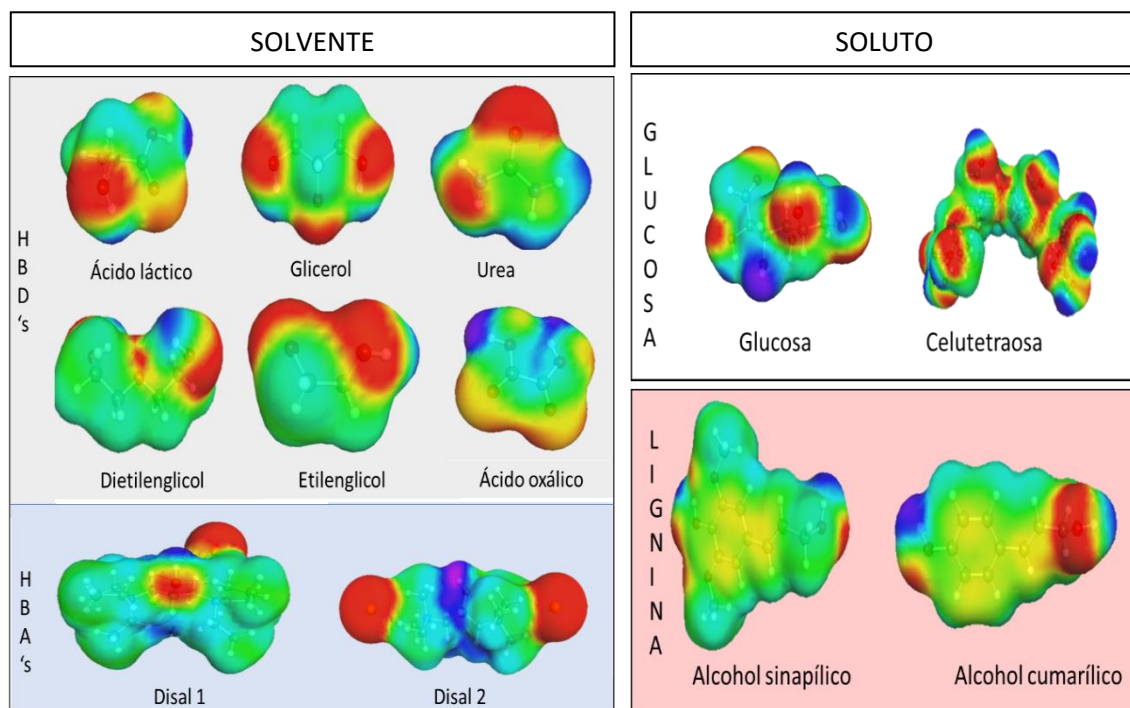 SOLVENTE
H
B
D
's
Ácido láctico
Glicerol
Urea
Dietilenglicol
Etilenglicol
Ácido oxálico
H
B
A
's
Disal 1
Disal 2
SOLUTO
G
L
U
C
O
S
A
Glucosa
Celutetraosa
L
I
G
N
I
N
A
Alcohol sinapílico
Alcohol cumarílico